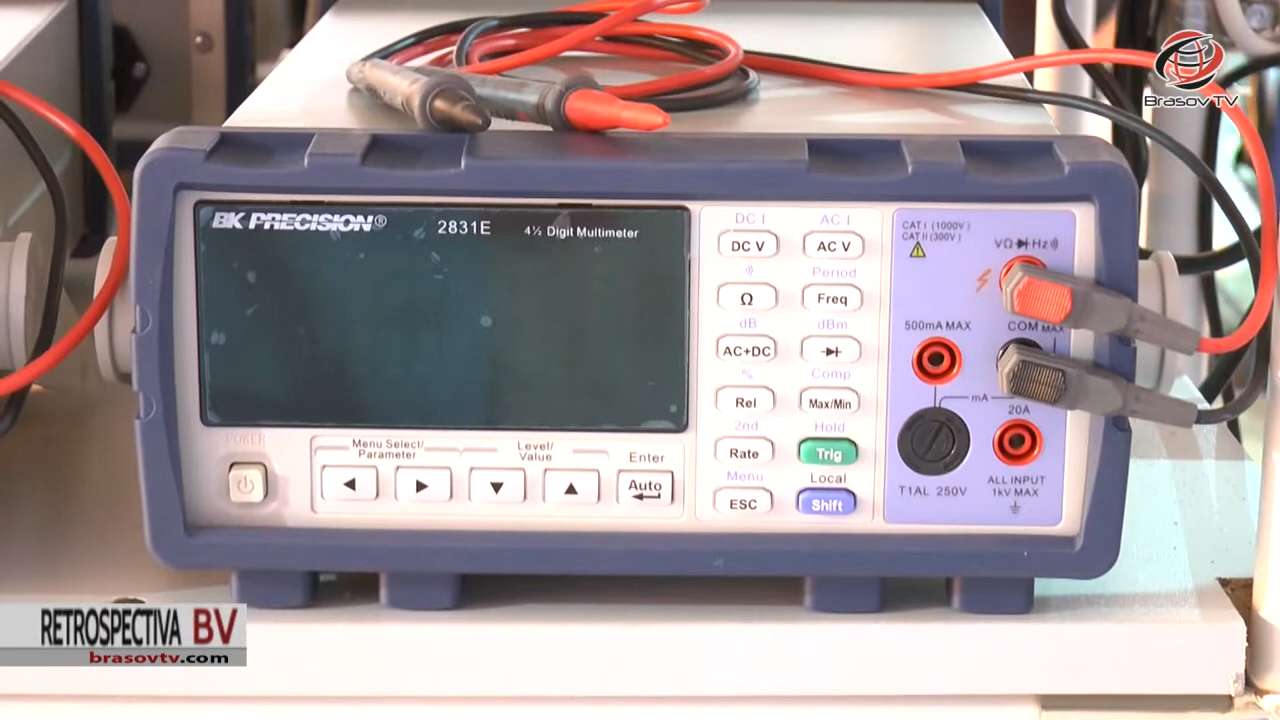 Brasov TV
BK PRECISION® 2831E 4½ Digit Multimeter
POWER
Menu Select/
Parameter
Level/
Value
Enter
Auto
DC I
AC I
DC V
AC V
Period
Ω
Freq
dB
dBm
AC+DC
%
Comp
Rel
Max/Min
2nd
Hold
Rate
Trig
Menu
Local
ESC
Shift
CAT I (1000V)
CAT II (300V)
VΩ Hz
500mA MAX
COM MAX
mA
20A
T1AL 250V
ALL INPUT
1kV MAX
RETROSPECTIVA BV
brasovtv.com